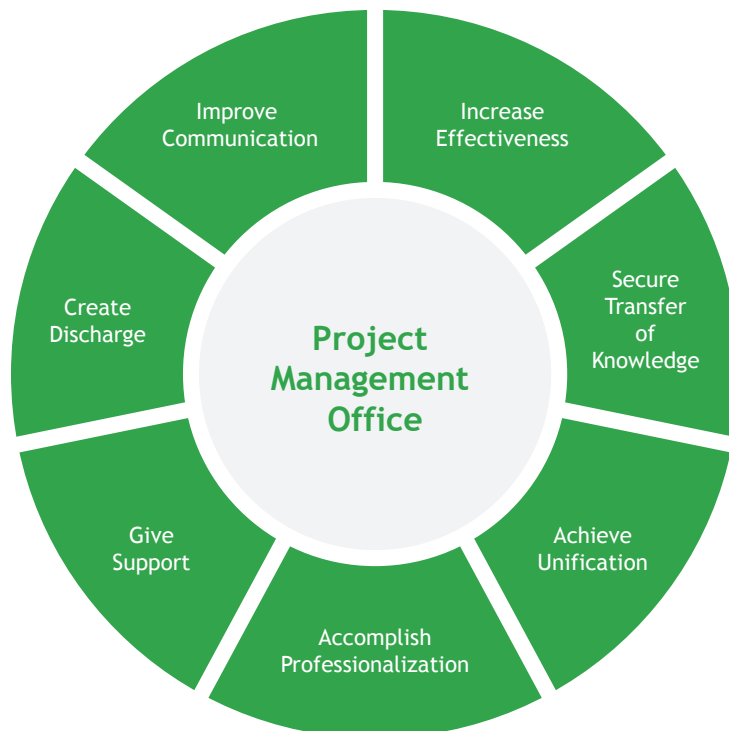 Improve
Communication
Increase
Effectiveness
Secure
Transfer
of
Knowledge
Achieve
Unification
Accomplish
Professionalization
Give
Support
Create
Discharge
Project
Management
Office